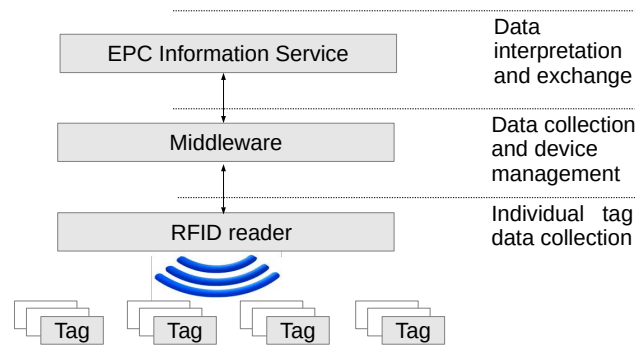 Data
interpretation
and exchange
EPC Information Service
Data collection
and device
management
Middleware
Individual tag
data collection
RFID reader
Tag
Tag
Tag
Tag